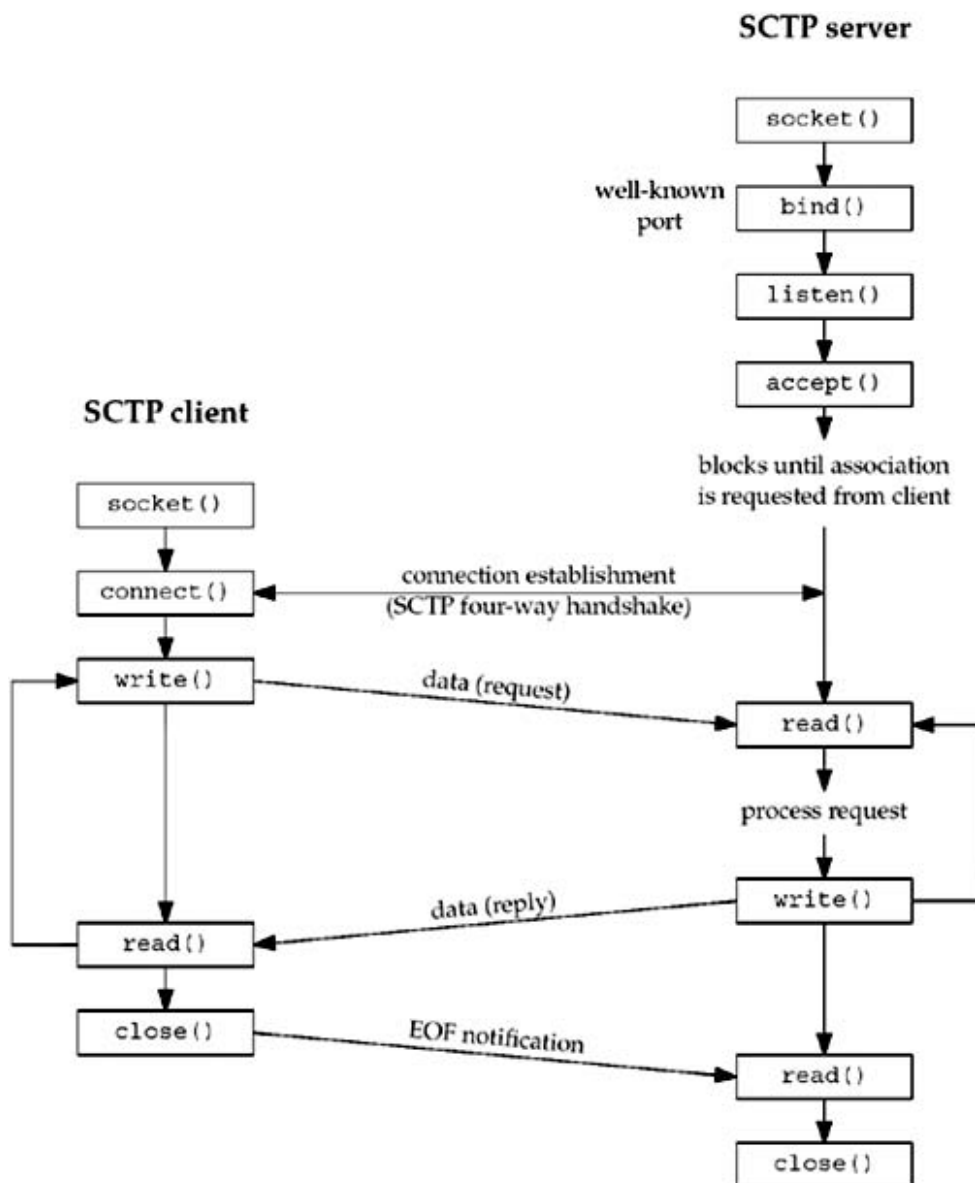 SCTP server
socket()
well-known
port
bind()
listen()
accept()
SCTP client
blocks until association
is requested from client
socket()
connect()
connection establishment
(SCTP four-way handshake)
write()
data (request)
read()
process request
write()
data (reply)
read()
close()
EOF notification
read()
close()